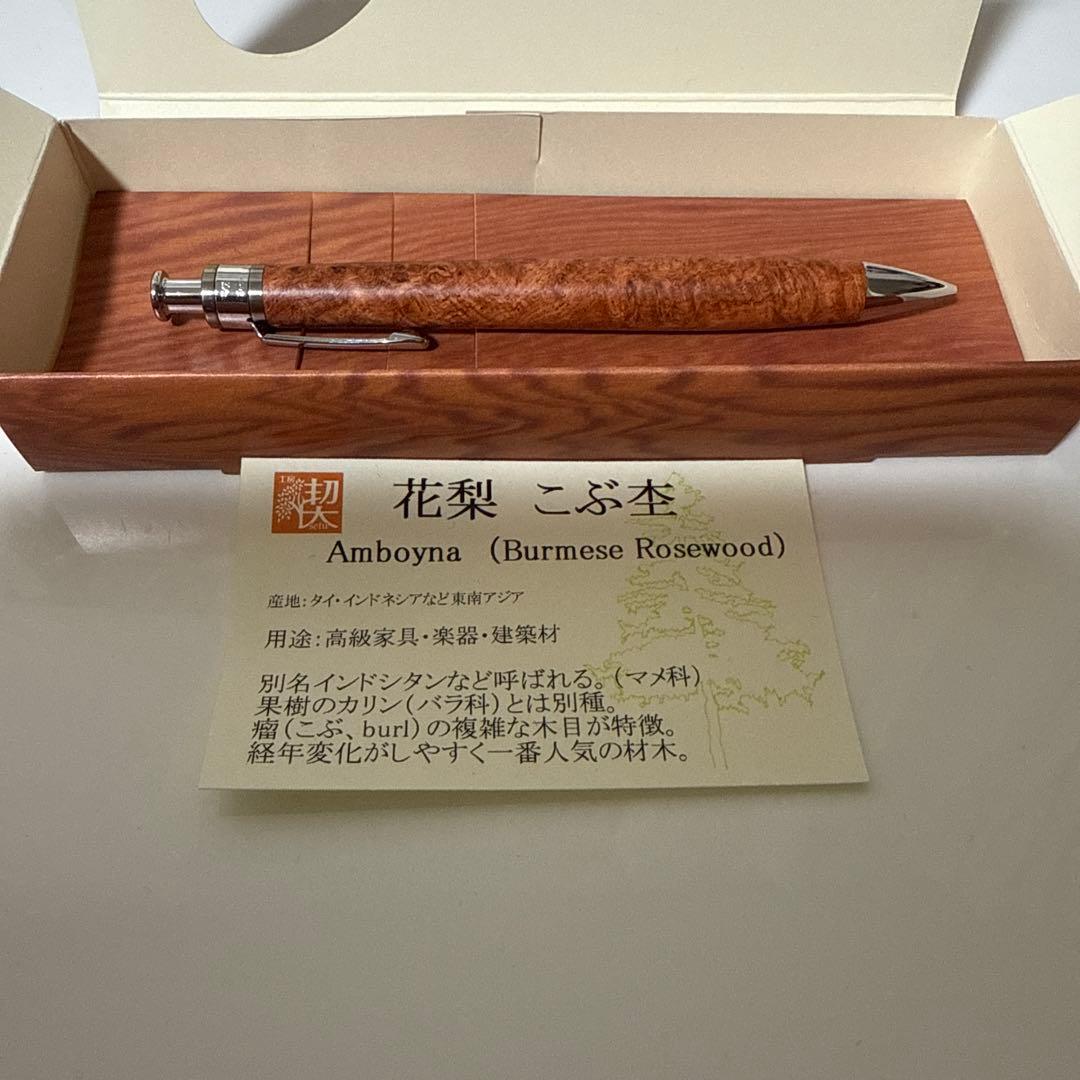 工房
契
setu
花梨 こぶ杢
Amboyna （Burmese Rosewood）
産地：タイ・インドネシアなど東南アジア
用途：高級家具・楽器・建築材
別名インドシタンなど呼ばれる。（マメ科）
果樹のカリン（バラ科）とは別種。
瘤（こぶ、burl）の複雑な木目が特徴。
経年変化がしやすく一番人気の材木。